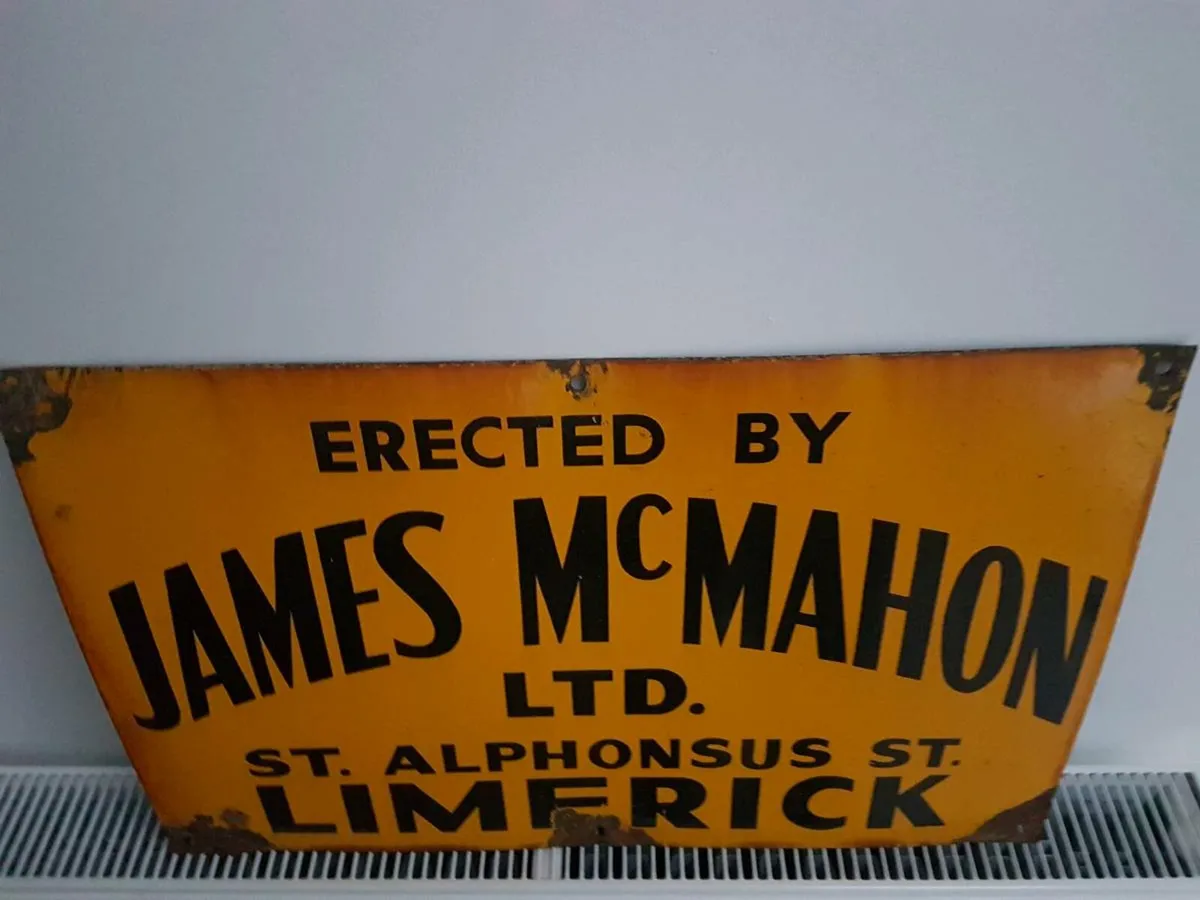 ERECTED BY
JAMES McMAHON
LTD.
ST. ALPHONSUS ST.
LIMERICK